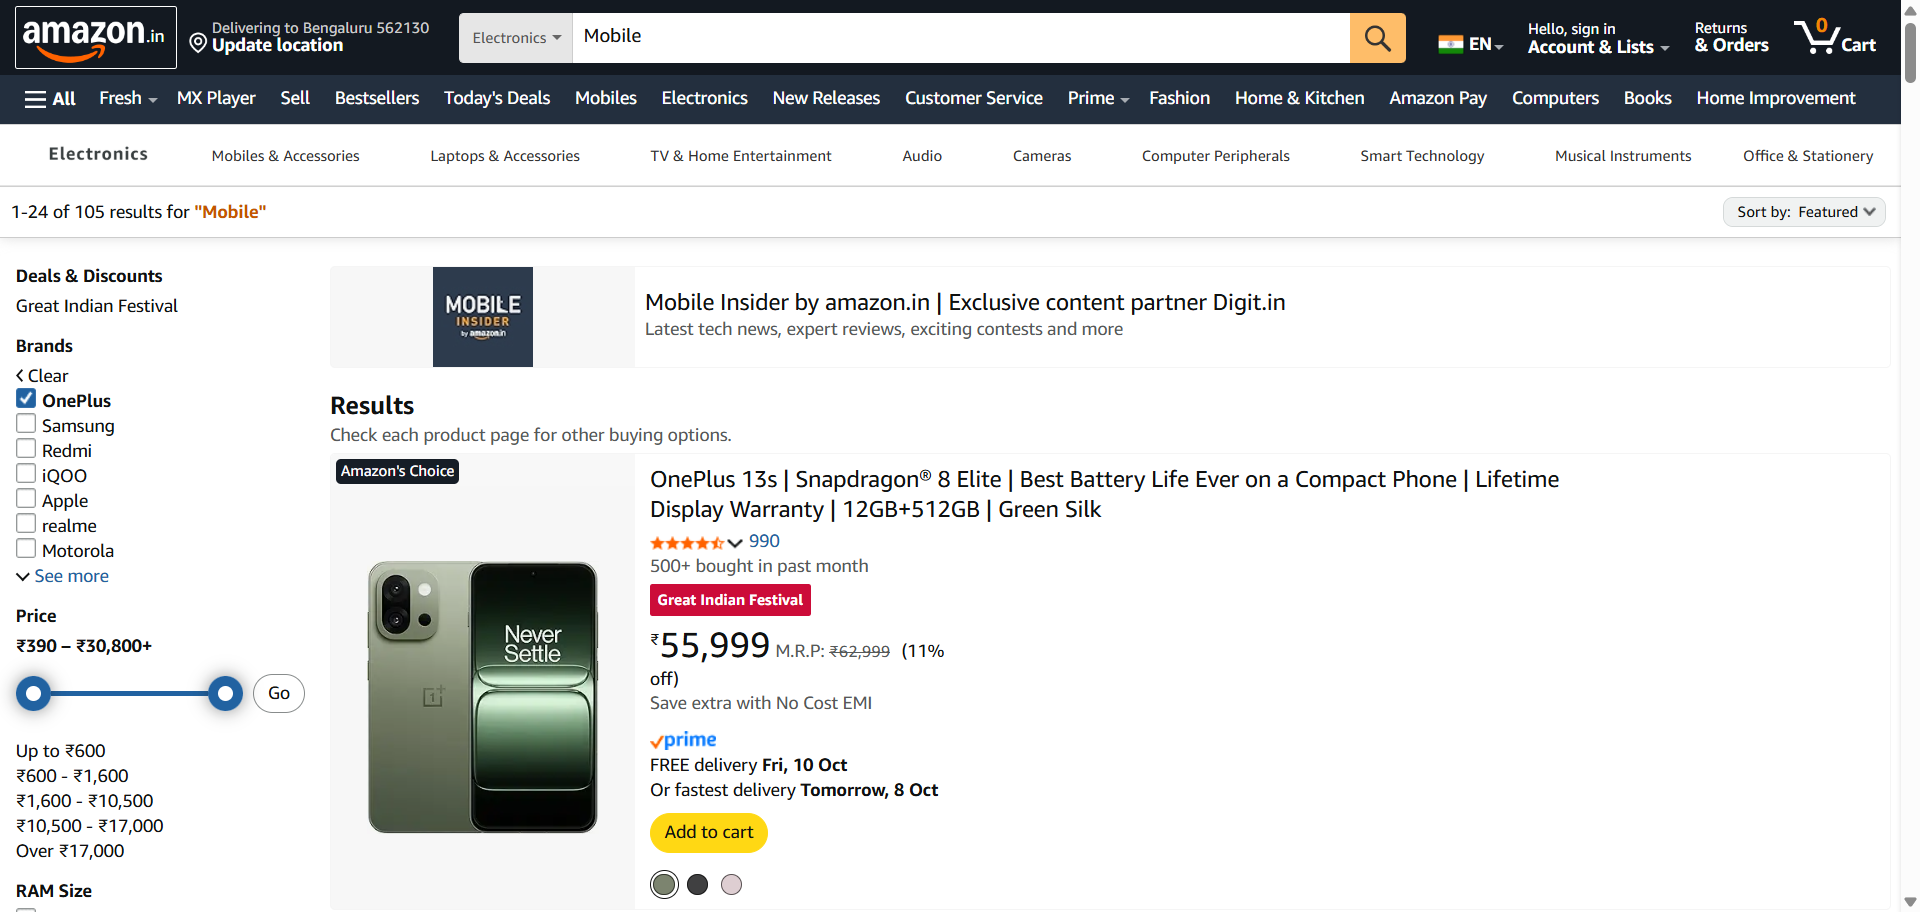 amazon.in
Delivering to Bengaluru 562130
Update location
Electronics
Mobile
EN
Hello, sign in
Account & Lists
Returns
& Orders
0
Cart
All
Fresh
MX Player
Sell
Bestsellers
Today's Deals
Mobiles
Electronics
New Releases
Customer Service
Prime
Fashion
Home & Kitchen
Amazon Pay
Computers
Books
Home Improvement
Electronics
Mobiles & Accessories
Laptops & Accessories
TV & Home Entertainment
Audio
Cameras
Computer Peripherals
Smart Technology
Musical Instruments
Office & Stationery
1-24 of 105 results for "Mobile"
Sort by: Featured
Deals & Discounts
Great Indian Festival
Brands
Clear
OnePlus
Samsung
Redmi
iQOO
Apple
realme
Motorola
See more
Price
₹390 – ₹30,800+
Go
Up to ₹600
₹600 - ₹1,600
₹1,600 - ₹10,500
₹10,500 - ₹17,000
Over ₹17,000
RAM Size
MOBILE
INSIDER
by amazon.in
Mobile Insider by amazon.in | Exclusive content partner Digit.in
Latest tech news, expert reviews, exciting contests and more
Results
Check each product page for other buying options.
Amazon's Choice
Never
Settle
1+
OnePlus 13s | Snapdragon® 8 Elite | Best Battery Life Ever on a Compact Phone | Lifetime
Display Warranty | 12GB+512GB | Green Silk
990
500+ bought in past month
Great Indian Festival
₹55,999 M.R.P: ₹62,999 (11%
off)
Save extra with No Cost EMI
prime
FREE delivery Fri, 10 Oct
Or fastest delivery Tomorrow, 8 Oct
Add to cart